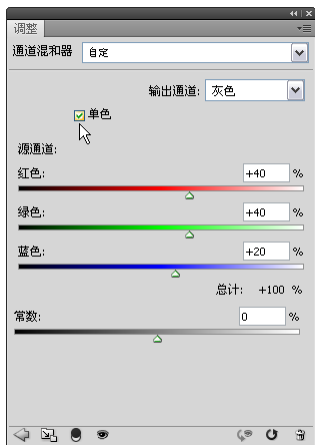 调整
通道混和器 自定
输出通道: 灰色
单色
源通道:
红色: +40 %
绿色: +40 %
蓝色: +20 %
总计: +100 %
常数: 0 %